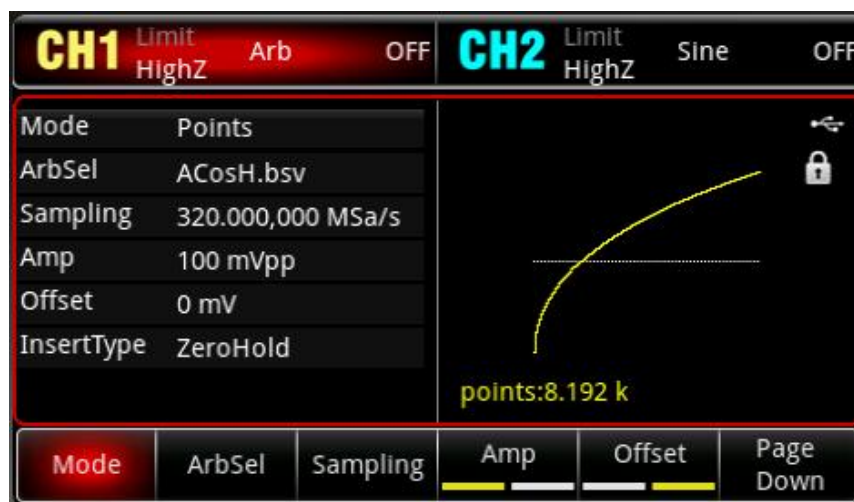 CH1 Limit HighZ Arb OFF CH2 Limit HighZ Sine OFF
Mode Points
ArbSel ACosH.bsv
Sampling 320.000,000 MSa/s
Amp 100 mVpp
Offset 0 mV
InsertType ZeroHold
points:8.192 k
Mode ArbSel Sampling Amp Offset Page Down